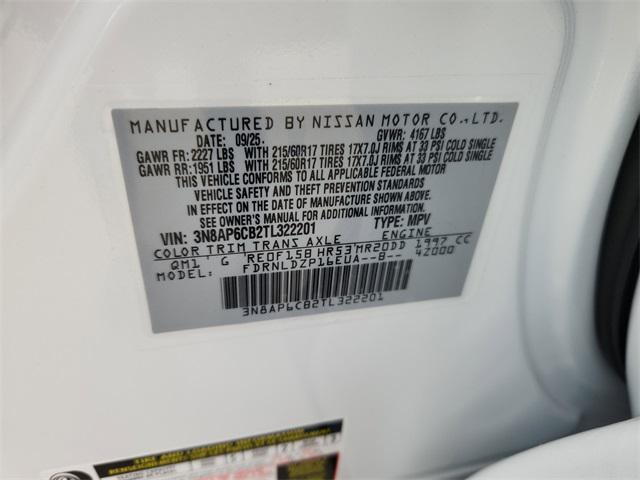 MANUFACTURED BY NISSAN MOTOR CO.,LTD.
DATE: 09/25. GVWR: 4167 LBS
GAWR FR: 2227 LBS WITH 215/60R17 TIRES 17X7.0J RIMS AT 33 PSI COLD SINGLE
GAWR RR: 1951 LBS WITH 215/60R17 TIRES 17X7.0J RIMS AT 33 PSI COLD SINGLE
THIS VEHICLE CONFORMS TO ALL APPLICABLE FEDERAL MOTOR
VEHICLE SAFETY AND THEFT PREVENTION STANDARDS
IN EFFECT ON THE DATE OF MANUFACTURE SHOWN ABOVE.
SEE OWNER'S MANUAL FOR ADDITIONAL INFORMATION.
VIN: 3N8AP6CB2TL322201 TYPE: MPV
COLOR TRIM TRANS AXLE ENGINE
QM1 G RE0F15B HR53 MR20DD 1997 CC
MODEL: FDRNLDZP16EUA--B-- 42000
3N8AP6CB2TL322201
TIRE AND LOADING INFORMATION